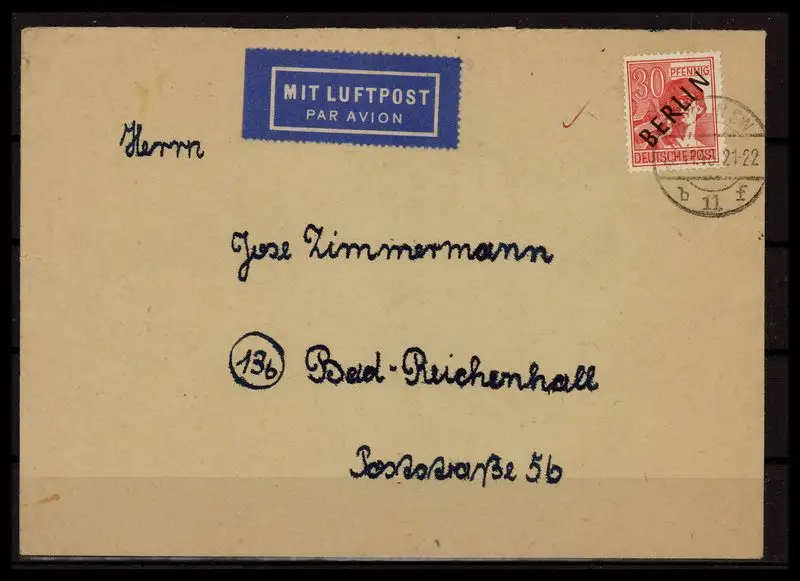 MIT LUFTPOST
PAR AVION
30 PFENNIG
BERLIN
DEUTSCHE POST
21-22
b 11 f
Herrn
Jose Zimmermann
13b Bad-Reichenhall
Poststraße 56